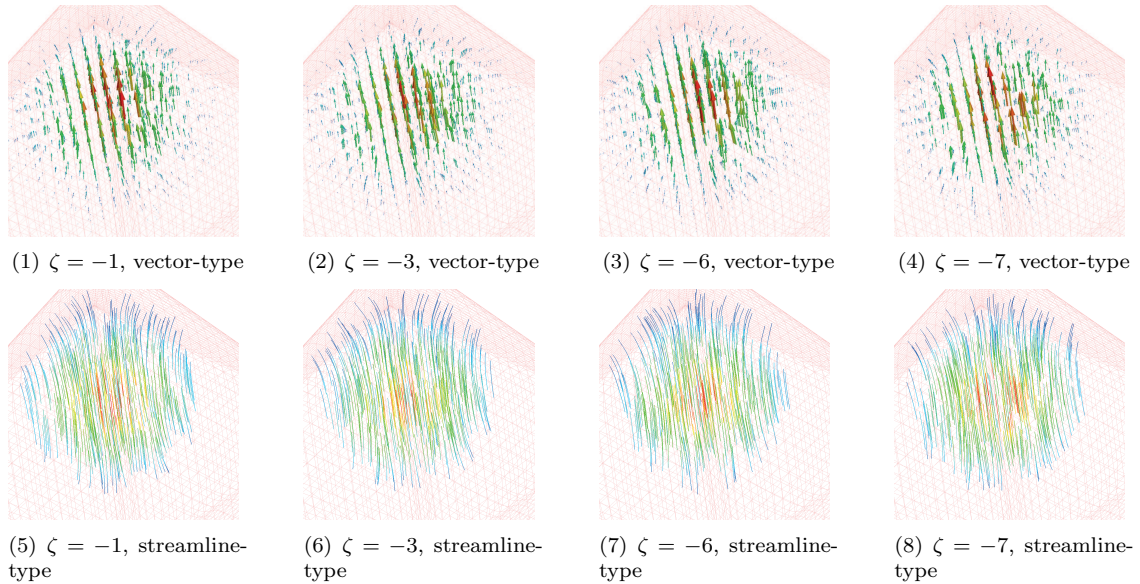 (1) ζ = −1, vector-type
(2) ζ = −3, vector-type
(3) ζ = −6, vector-type
(4) ζ = −7, vector-type
(5) ζ = −1, streamline-
type
(6) ζ = −3, streamline-
type
(7) ζ = −6, streamline-
type
(8) ζ = −7, streamline-
type